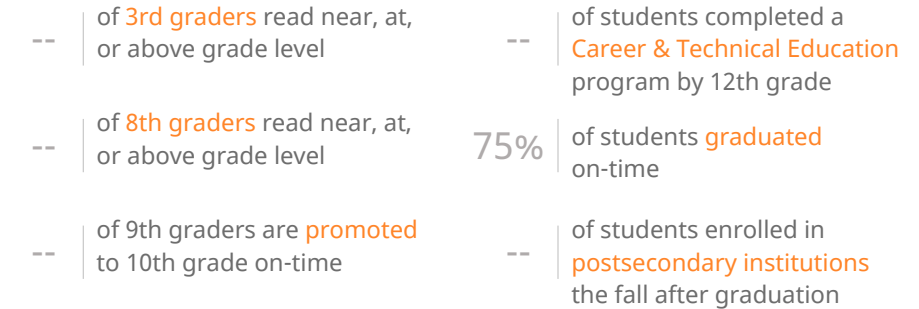 -- of 3rd graders read near, at,
or above grade level
-- of 8th graders read near, at,
or above grade level
-- of 9th graders are promoted
to 10th grade on-time
-- of students completed a
Career & Technical Education
program by 12th grade
75% of students graduated
on-time
-- of students enrolled in
postsecondary institutions
the fall after graduation